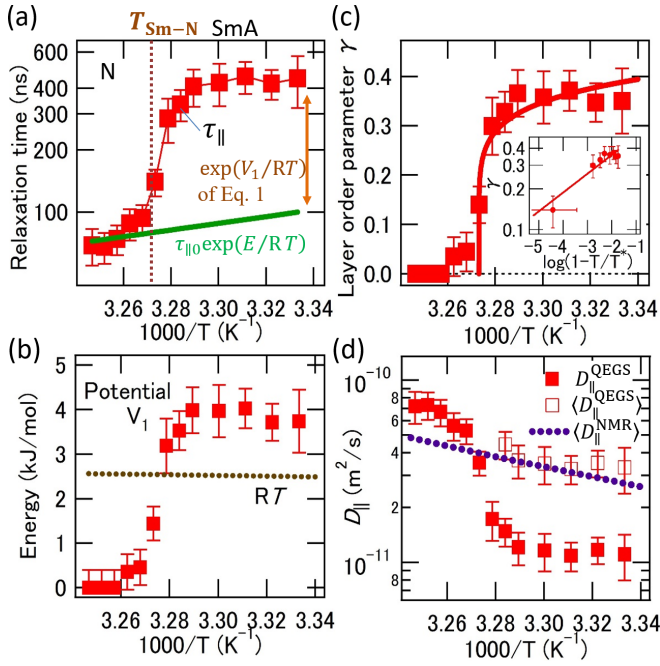 (a)
T_Sm−N
SmA
N
600
400
300
200
100
Relaxation time (ns)
τ∥
exp(V₁/RT)
of Eq. 1
τ∥0exp(E/RT)
3.26 3.28 3.30 3.32 3.34
1000/T (K⁻¹)
(c)
Layer order parameter γ
0.4
0.3
0.2
0.1
0.0
γ
0.4
0.3
0.2
0.1
-5 -4 -3 -2 -1
log(1−T/T*)
3.26 3.28 3.30 3.32 3.34
1000/T (K⁻¹)
(b)
Energy (kJ/mol)
5
4
3
2
1
0
Potential
V₁
RT
3.26 3.28 3.30 3.32 3.34
1000/T (K⁻¹)
(d)
D∥ (m²/s)
10⁻¹⁰
8
6
4
2
10⁻¹¹
8
6
D∥^QEGS
⟨D∥^QEGS⟩
⟨D∥^NMR⟩
3.26 3.28 3.30 3.32 3.34
1000/T (K⁻¹)